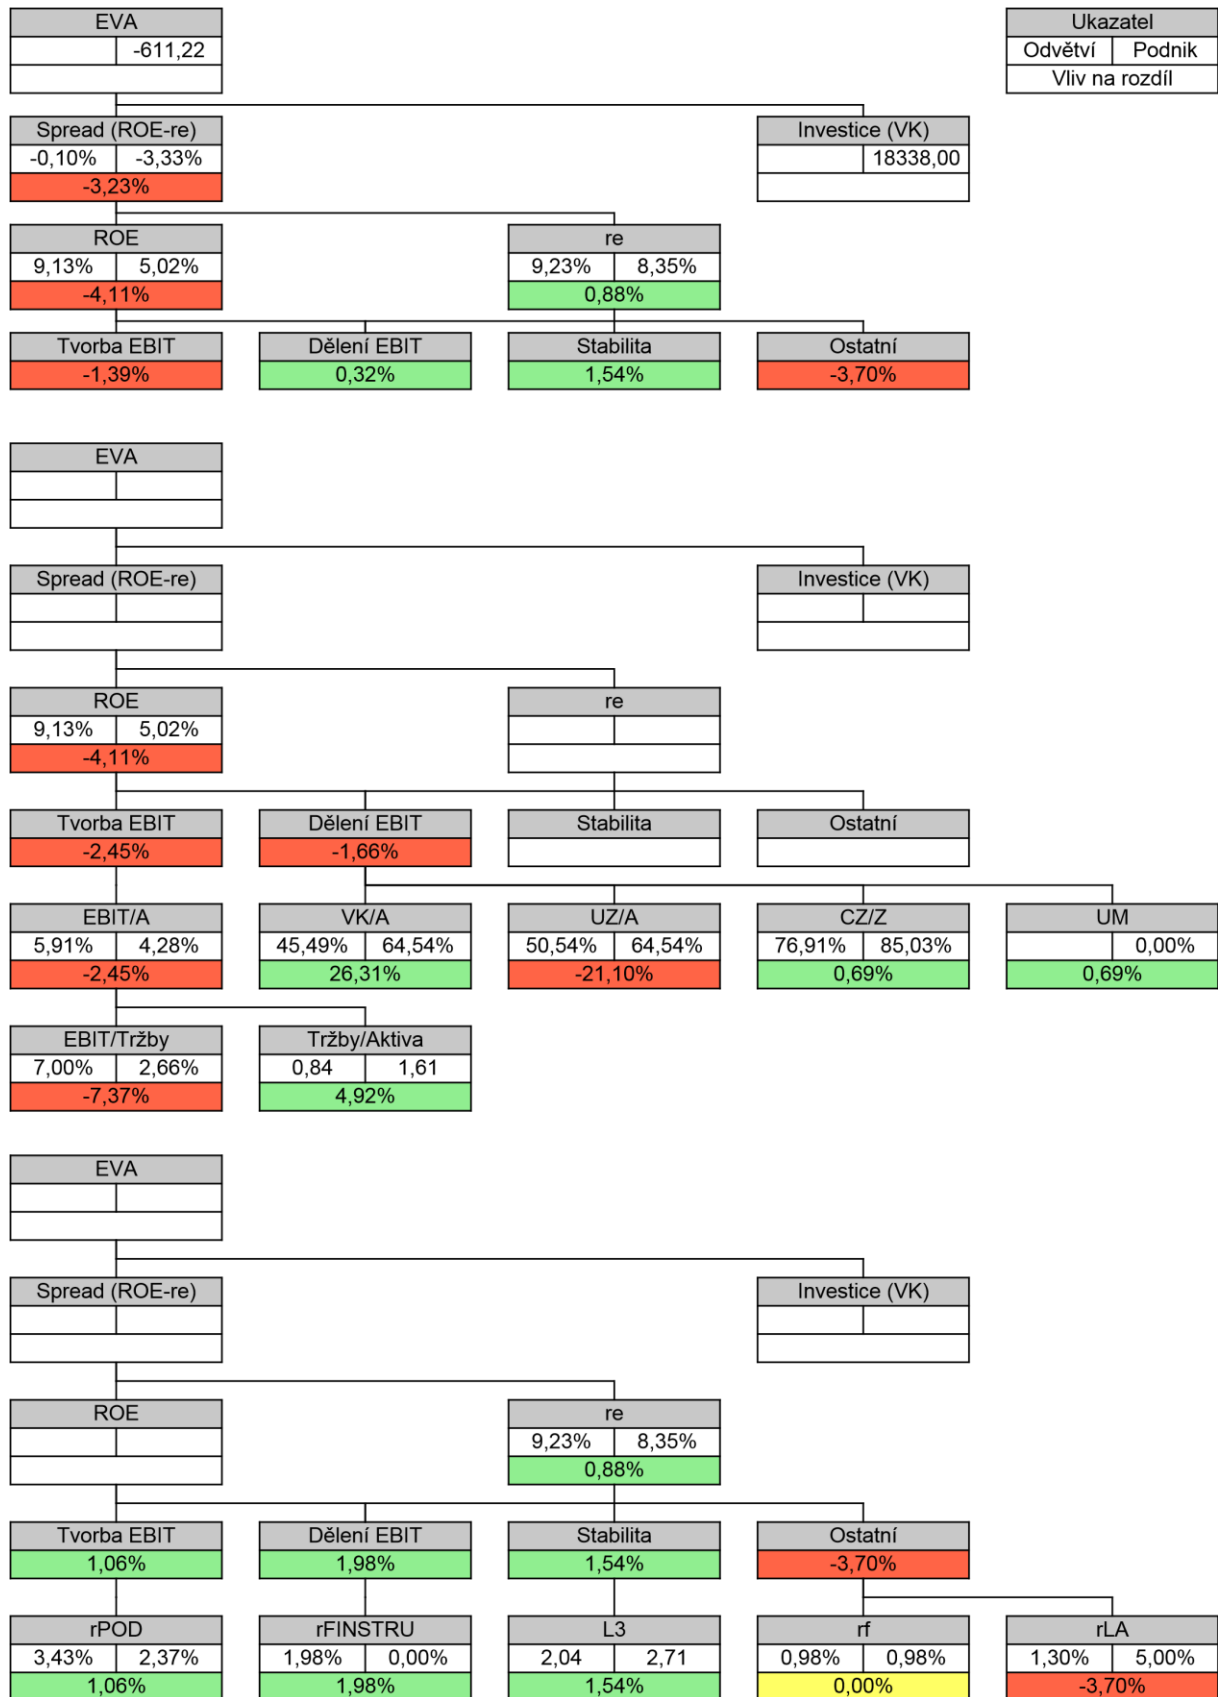 EVA Ukazatel
-611,22 Odvětví Podnik
Vliv na rozdíl
Spread (ROE-re) Investice (VK)
-0,10% -3,33% 18338,00
-3,23%
ROE re
9,13% 5,02% 9,23% 8,35%
-4,11% 0,88%
Tvorba EBIT Dělení EBIT Stabilita Ostatní
-1,39% 0,32% 1,54% -3,70%
EVA
Spread (ROE-re) Investice (VK)
ROE re
9,13% 5,02%
-4,11%
Tvorba EBIT Dělení EBIT Stabilita Ostatní
-2,45% -1,66%
EBIT/A VK/A UZ/A CZ/Z UM
5,91% 4,28% 45,49% 64,54% 50,54% 64,54% 76,91% 85,03% 0,00%
-2,45% 26,31% -21,10% 0,69% 0,69%
EBIT/Tržby Tržby/Aktiva
7,00% 2,66% 0,84 1,61
-7,37% 4,92%
EVA
Spread (ROE-re) Investice (VK)
ROE re
9,23% 8,35%
0,88%
Tvorba EBIT Dělení EBIT Stabilita Ostatní
1,06% 1,98% 1,54% -3,70%
rPOD rFINSTRU L3 rf rLA
3,43% 2,37% 1,98% 0,00% 2,04 2,71 0,98% 0,98% 1,30% 5,00%
1,06% 1,98% 1,54% 0,00% -3,70%